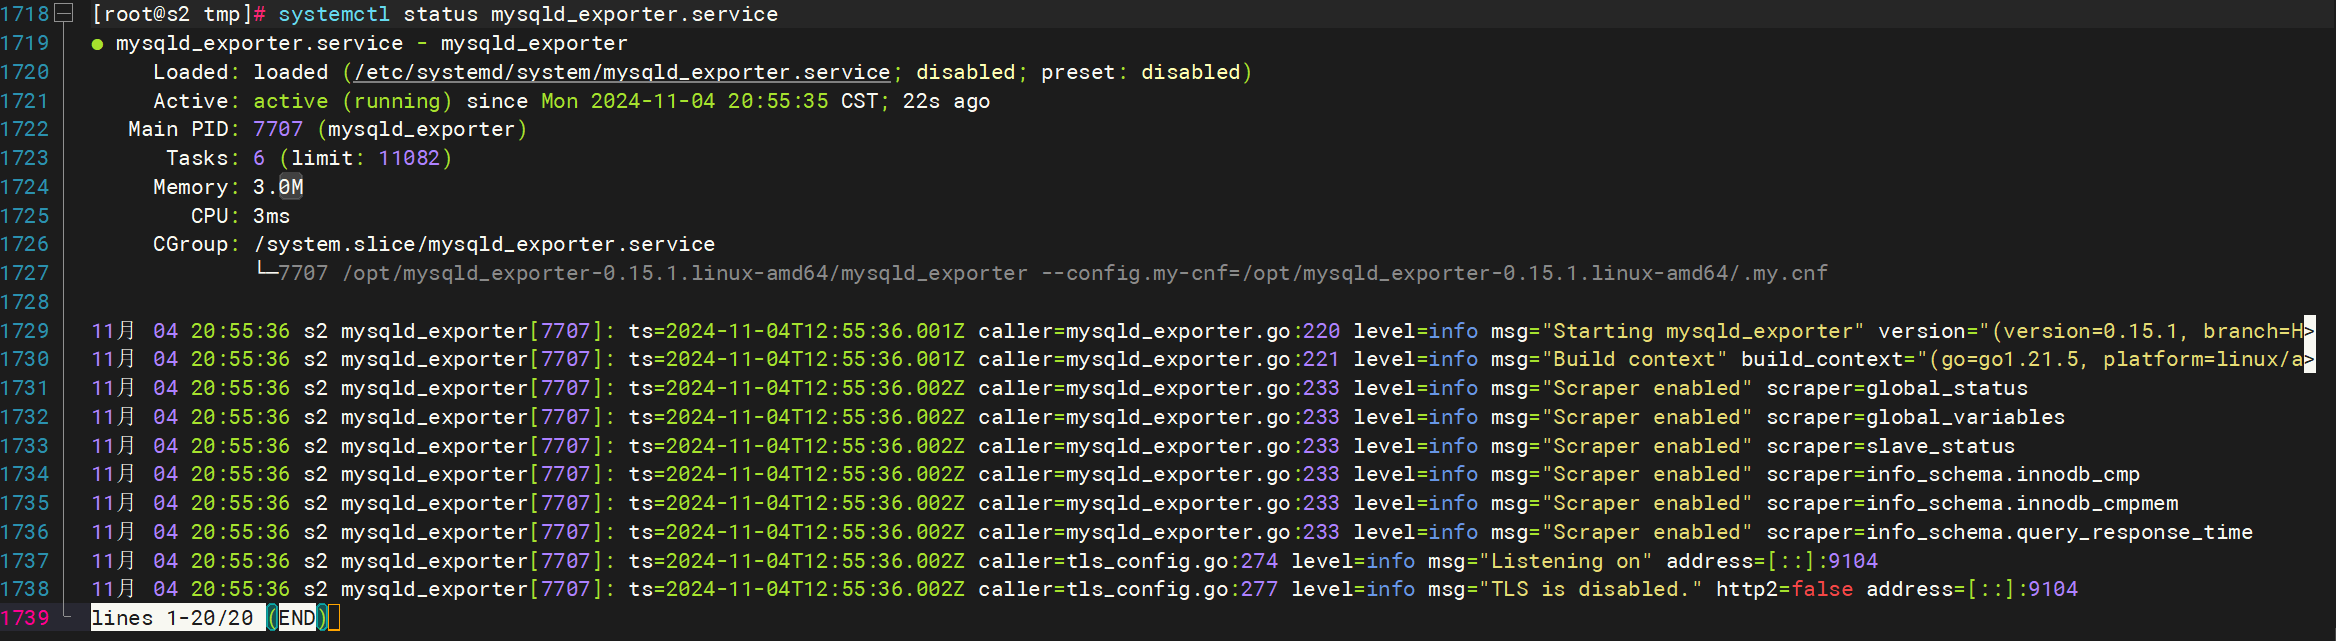 1718 [root@s2 tmp]# systemctl status mysqld_exporter.service
1719 ● mysqld_exporter.service - mysqld_exporter
1720 Loaded: loaded (/etc/systemd/system/mysqld_exporter.service; disabled; preset: disabled)
1721 Active: active (running) since Mon 2024-11-04 20:55:35 CST; 22s ago
1722 Main PID: 7707 (mysqld_exporter)
1723 Tasks: 6 (limit: 11082)
1724 Memory: 3.0M
1725 CPU: 3ms
1726 CGroup: /system.slice/mysqld_exporter.service
1727 └─7707 /opt/mysqld_exporter-0.15.1.linux-amd64/mysqld_exporter --config.my-cnf=/opt/mysqld_exporter-0.15.1.linux-amd64/.my.cnf
1728
1729 11月 04 20:55:36 s2 mysqld_exporter[7707]: ts=2024-11-04T12:55:36.001Z caller=mysqld_exporter.go:220 level=info msg="Starting mysqld_exporter" version="(version=0.15.1, branch=H>
1730 11月 04 20:55:36 s2 mysqld_exporter[7707]: ts=2024-11-04T12:55:36.001Z caller=mysqld_exporter.go:221 level=info msg="Build context" build_context="(go=go1.21.5, platform=linux/a>
1731 11月 04 20:55:36 s2 mysqld_exporter[7707]: ts=2024-11-04T12:55:36.002Z caller=mysqld_exporter.go:233 level=info msg="Scraper enabled" scraper=global_status
1732 11月 04 20:55:36 s2 mysqld_exporter[7707]: ts=2024-11-04T12:55:36.002Z caller=mysqld_exporter.go:233 level=info msg="Scraper enabled" scraper=global_variables
1733 11月 04 20:55:36 s2 mysqld_exporter[7707]: ts=2024-11-04T12:55:36.002Z caller=mysqld_exporter.go:233 level=info msg="Scraper enabled" scraper=slave_status
1734 11月 04 20:55:36 s2 mysqld_exporter[7707]: ts=2024-11-04T12:55:36.002Z caller=mysqld_exporter.go:233 level=info msg="Scraper enabled" scraper=info_schema.innodb_cmp
1735 11月 04 20:55:36 s2 mysqld_exporter[7707]: ts=2024-11-04T12:55:36.002Z caller=mysqld_exporter.go:233 level=info msg="Scraper enabled" scraper=info_schema.innodb_cmpmem
1736 11月 04 20:55:36 s2 mysqld_exporter[7707]: ts=2024-11-04T12:55:36.002Z caller=mysqld_exporter.go:233 level=info msg="Scraper enabled" scraper=info_schema.query_response_time
1737 11月 04 20:55:36 s2 mysqld_exporter[7707]: ts=2024-11-04T12:55:36.002Z caller=tls_config.go:274 level=info msg="Listening on" address=[::]:9104
1738 11月 04 20:55:36 s2 mysqld_exporter[7707]: ts=2024-11-04T12:55:36.002Z caller=tls_config.go:277 level=info msg="TLS is disabled." http2=false address=[::]:9104
1739 lines 1-20/20 (END)